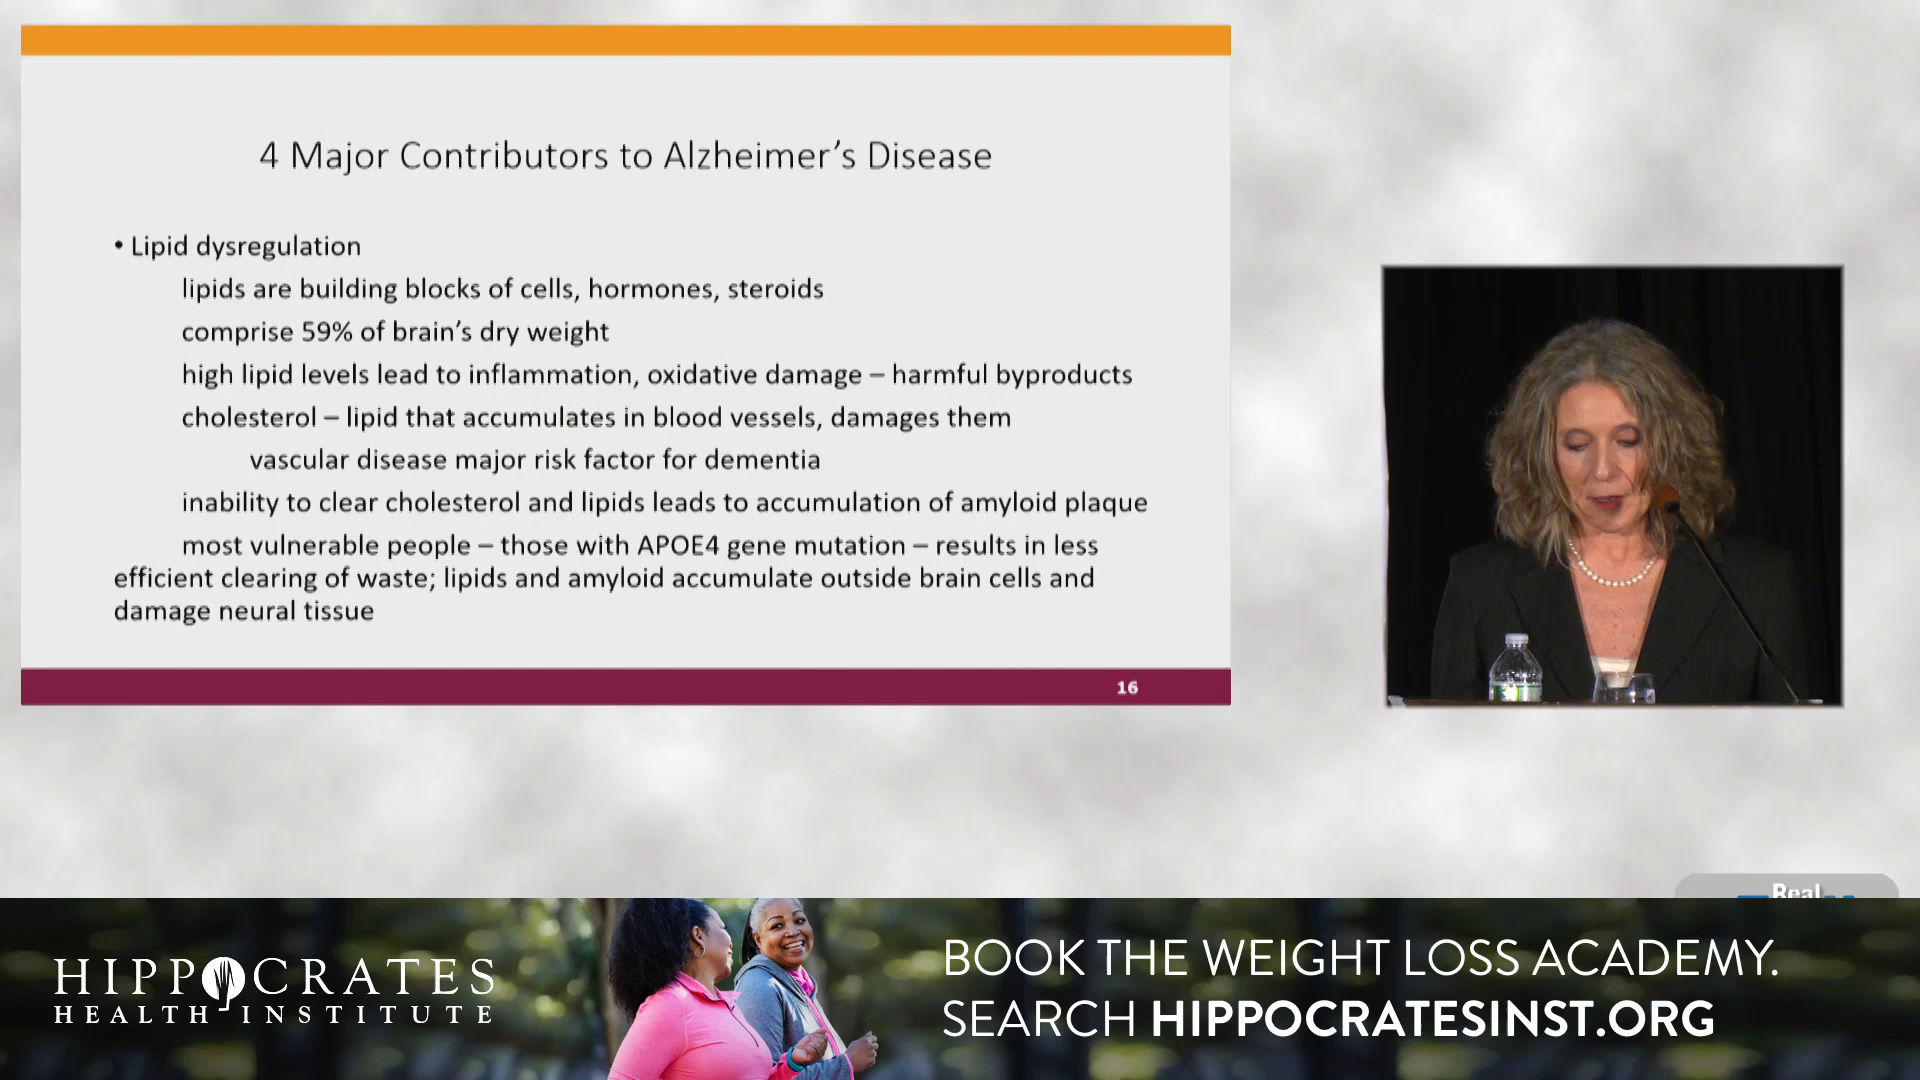 4 Major Contributors to Alzheimer’s Disease
• Lipid dysregulation
lipids are building blocks of cells, hormones, steroids
comprise 59% of brain’s dry weight
high lipid levels lead to inflammation, oxidative damage – harmful byproducts
cholesterol – lipid that accumulates in blood vessels, damages them
vascular disease major risk factor for dementia
inability to clear cholesterol and lipids leads to accumulation of amyloid plaque
most vulnerable people – those with APOE4 gene mutation – results in less
efficient clearing of waste; lipids and amyloid accumulate outside brain cells and
damage neural tissue
16
Real
HIPPOCRATES
HEALTH INSTITUTE
BOOK THE WEIGHT LOSS ACADEMY.
SEARCH HIPPOCRATESINST.ORG